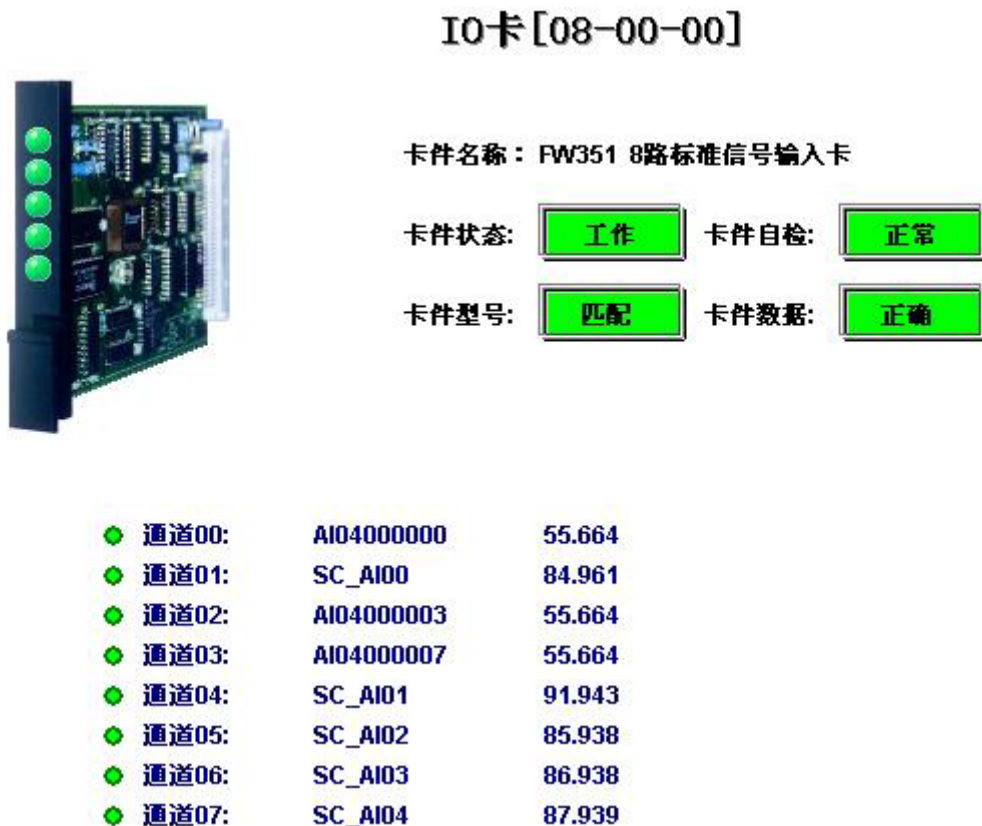 IO卡[08-00-00]
卡件名称：FW351 8路标准信号输入卡
卡件状态: 工作 卡件自检: 正常
卡件型号: 匹配 卡件数据: 正确
通道00: AI04000000 55.664
通道01: SC_AI00 84.961
通道02: AI04000003 55.664
通道03: AI04000007 55.664
通道04: SC_AI01 91.943
通道05: SC_AI02 85.938
通道06: SC_AI03 86.938
通道07: SC_AI04 87.939